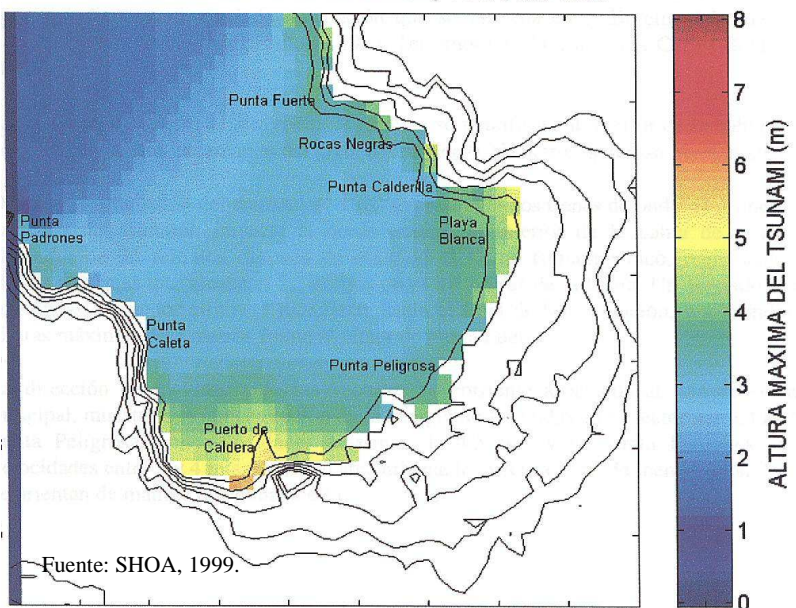 Punta Fuerte
Rocas Negras
Punta Calderilla
Punta
Padrones
Playa
Blanca
Punta
Caleta
Punta Peligrosa
Puerto de
Caldera
Fuente: SHOA, 1999.
8
7
6
5
4
3
2
1
0
ALTURA MAXIMA DEL TSUNAMI (m)